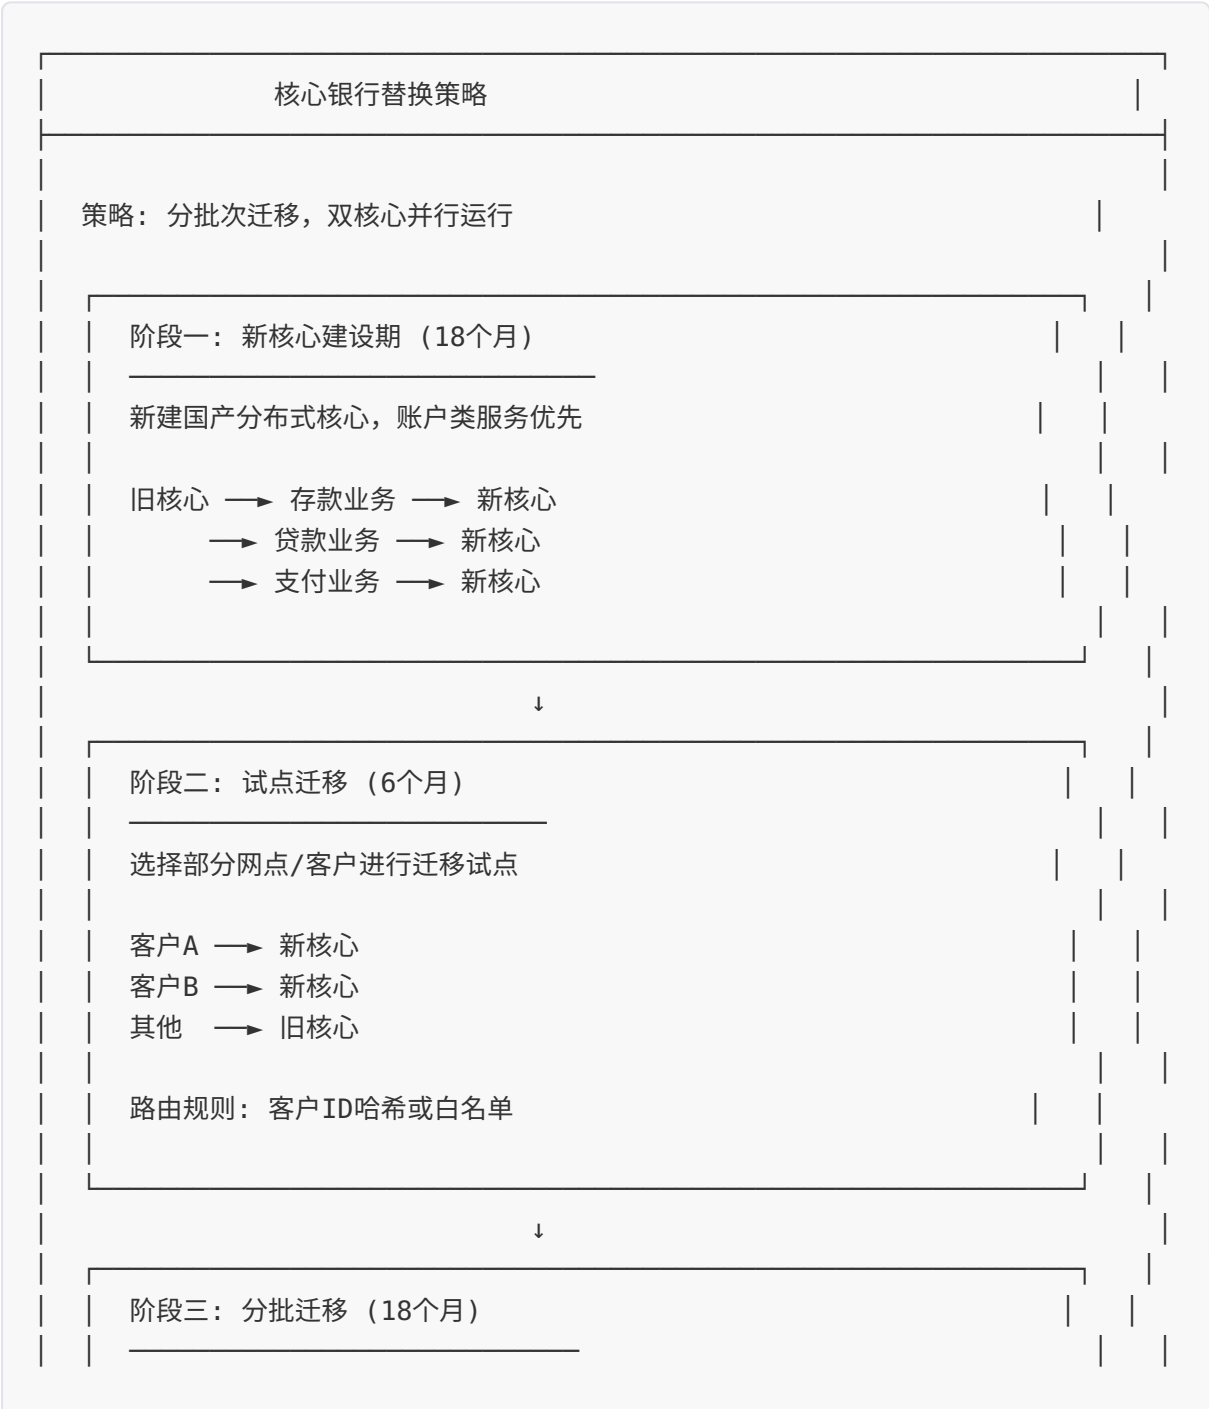 核心银行替换策略
策略: 分批次迁移，双核心并行运行
阶段一: 新核心建设期 (18个月)
新建国产分布式核心，账户类服务优先
旧核心 ──► 存款业务 ──► 新核心
──► 贷款业务 ──► 新核心
──► 支付业务 ──► 新核心
↓
阶段二: 试点迁移 (6个月)
选择部分网点/客户进行迁移试点
客户A ──► 新核心
客户B ──► 新核心
其他 ──► 旧核心
路由规则: 客户ID哈希或白名单
↓
阶段三: 分批迁移 (18个月)